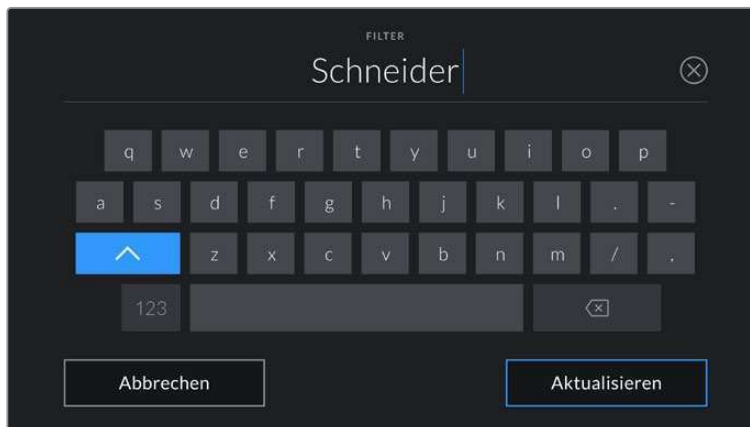 FILTER
Schneider
q w e r t y u i o p
a s d f g h j k l . -
z x c v b n m / ,
123
Abbrechen Aktualisieren